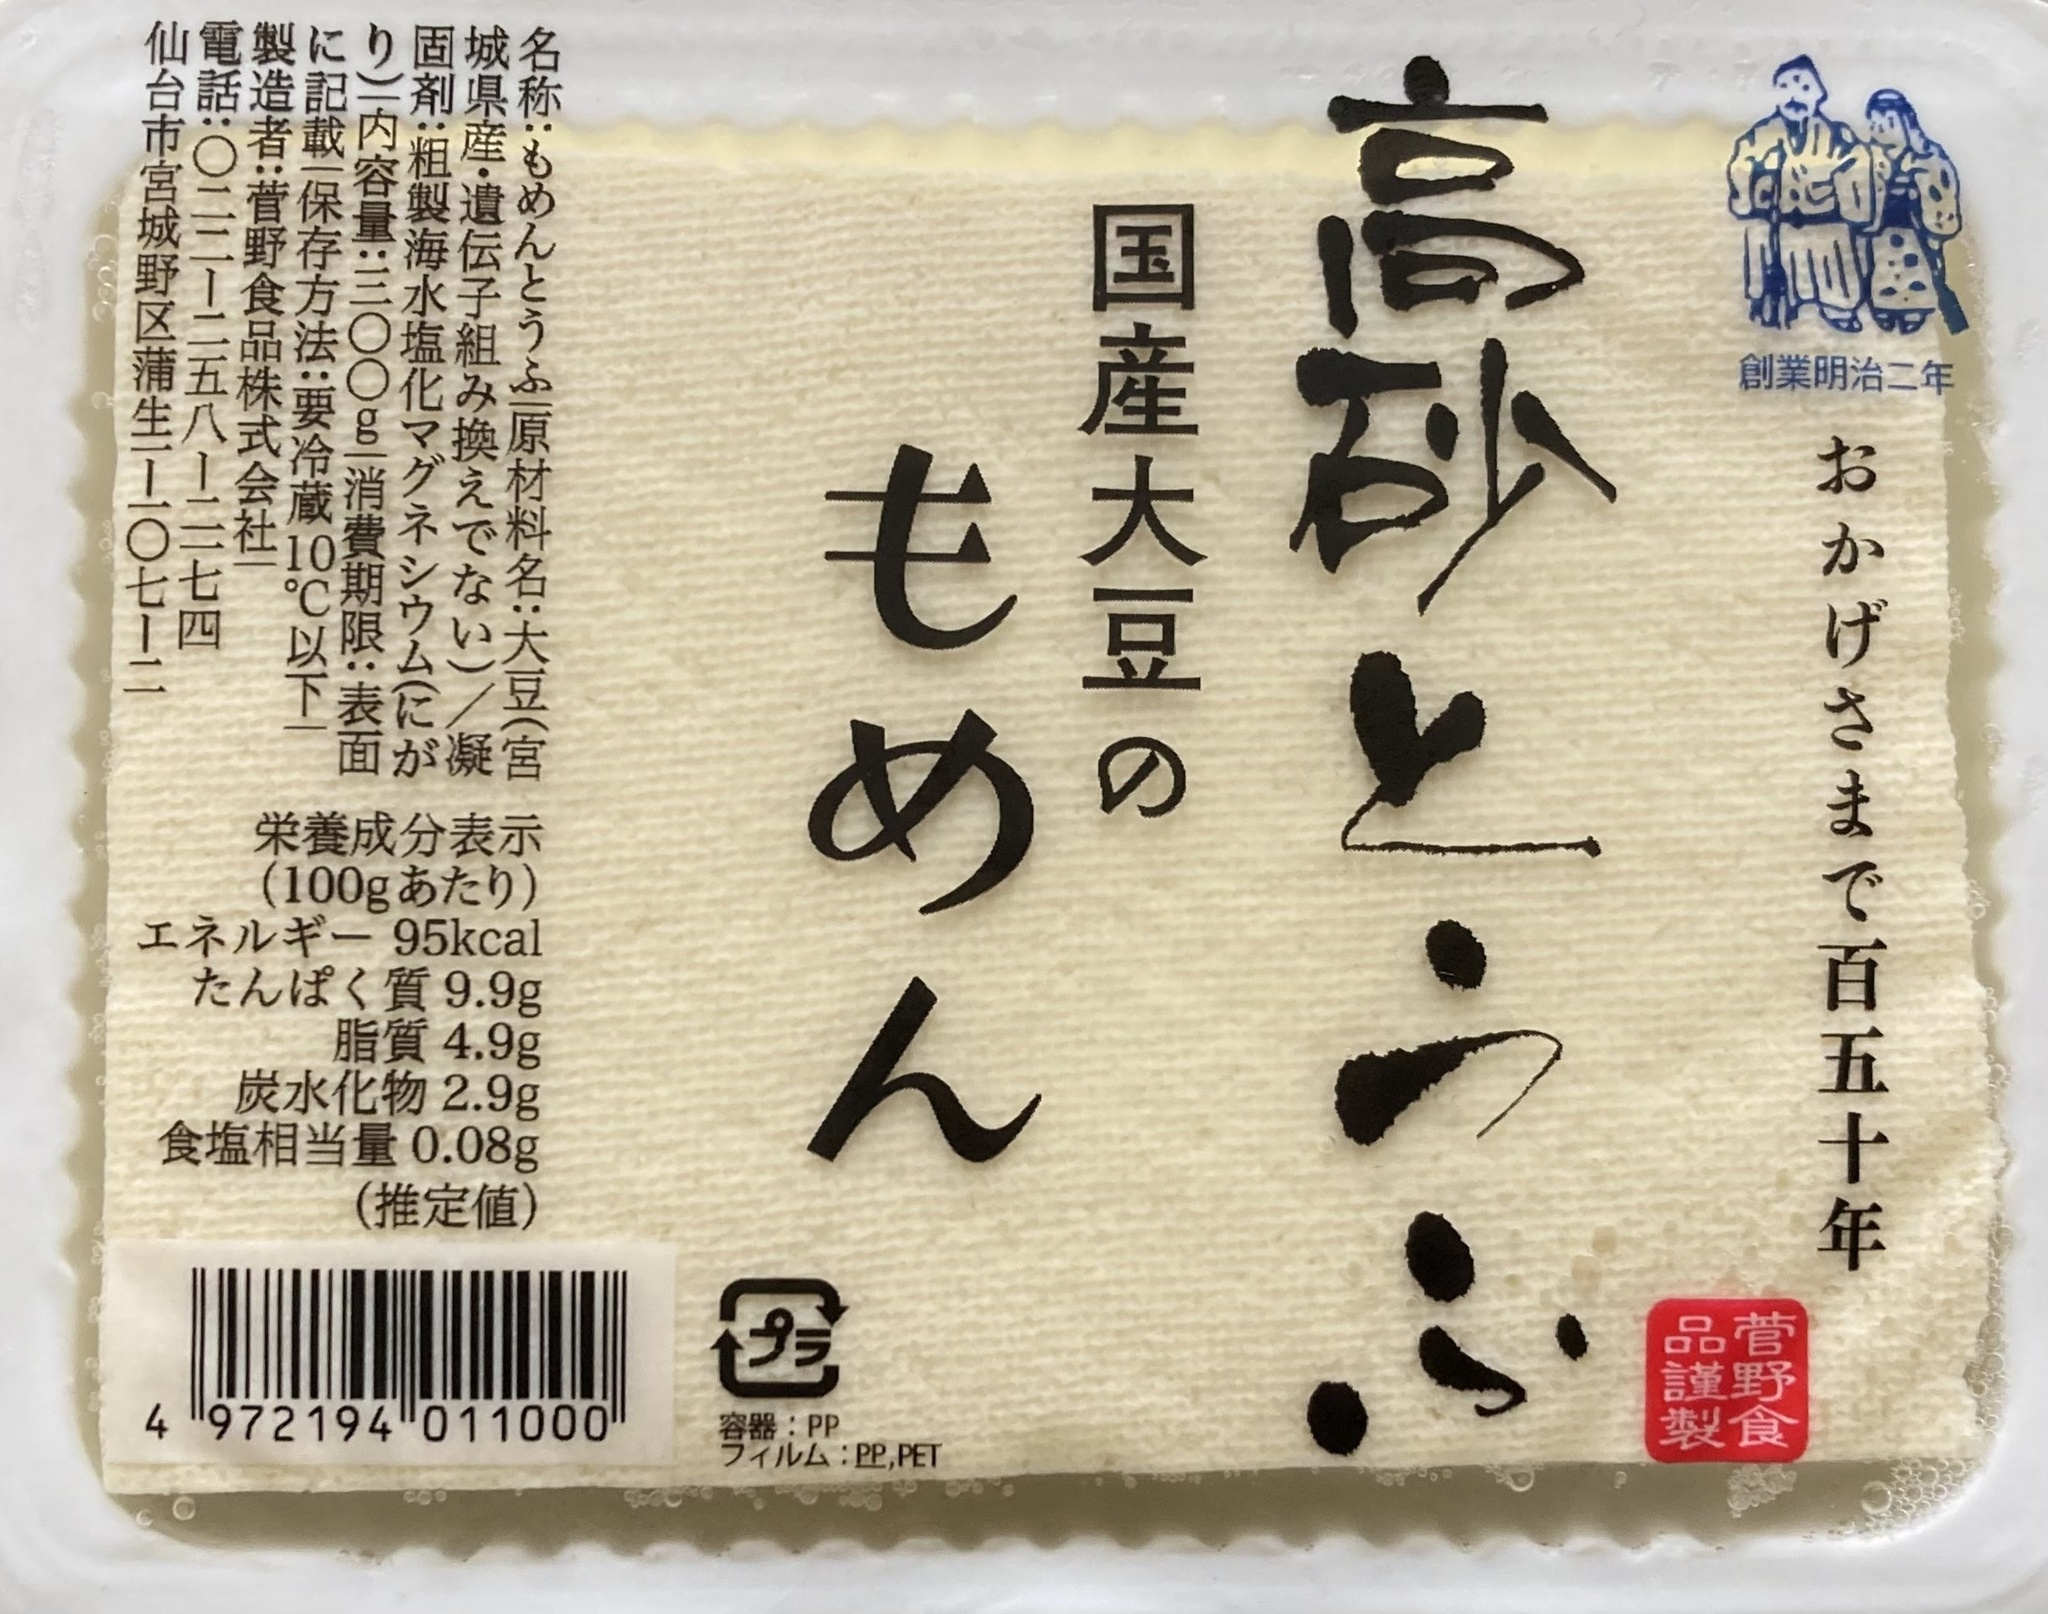 創業明治二年
おかげさまで百五十年
菅野食
品謹製
高砂とうふ
国産大豆の
もめん
名称：もめんとうふ｜原材料名：大豆（宮
城県産・遺伝子組み換えでない）／凝
固剤：粗製海水塩化マグネシウム（にが
り）｜内容量：三〇〇g｜消費期限：表面
に記載｜保存方法：要冷蔵10℃以下｜
製造者：菅野食品株式会社｜
電話：〇二二ー二五八ー二二七四
仙台市宮城野区蒲生二ー一〇七ー二
栄養成分表示
（100gあたり）
エネルギー 95kcal
たんぱく質 9.9g
脂質 4.9g
炭水化物 2.9g
食塩相当量 0.08g
（推定値）
4 972194 011000
プラ
容器：PP
フィルム：PP,PET